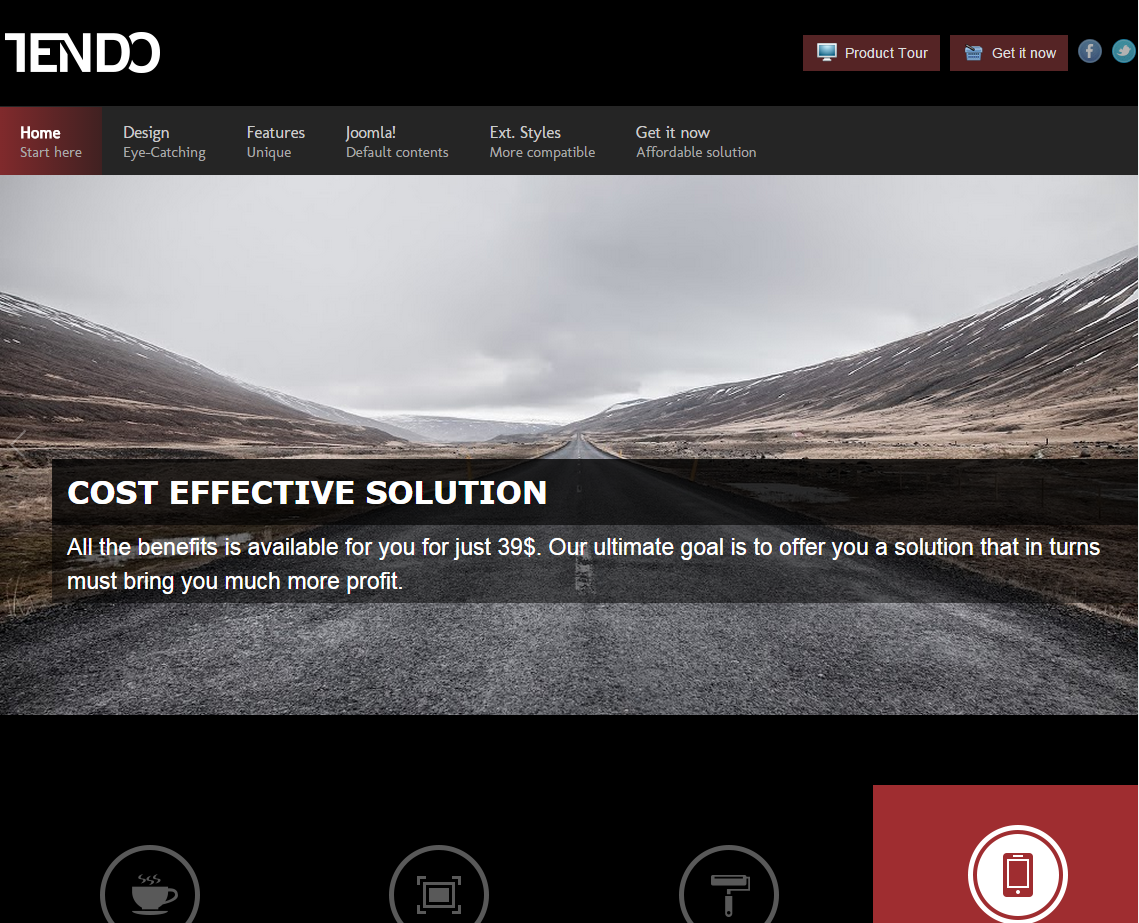 TENDO
Product Tour
Get it now
Home
Start here
Design
Eye-Catching
Features
Unique
Joomla!
Default contents
Ext. Styles
More compatible
Get it now
Affordable solution
COST EFFECTIVE SOLUTION
All the benefits is available for you for just 39$. Our ultimate goal is to offer you a solution that in turns
must bring you much more profit.